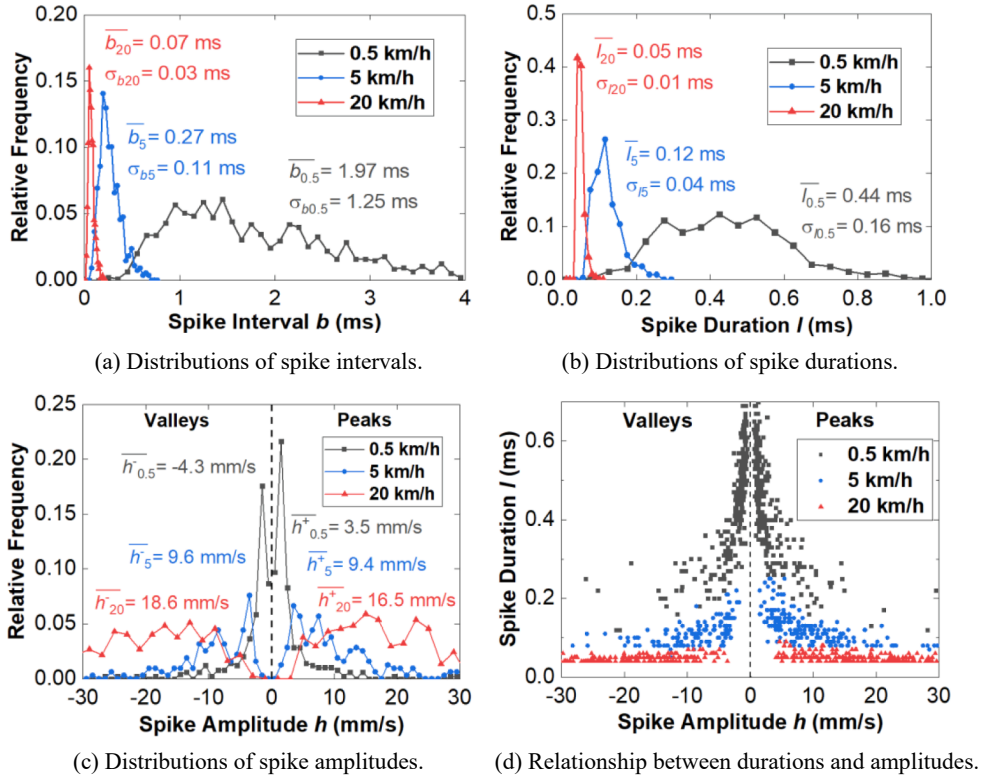 0.20
0.15
0.10
0.05
0.00
Relative Frequency
b20 = 0.07 ms
σb20 = 0.03 ms
b5 = 0.27 ms
σb5 = 0.11 ms
b0.5 = 1.97 ms
σb0.5 = 1.25 ms
0.5 km/h
5 km/h
20 km/h
0 1 2 3 4
Spike Interval b (ms)
(a) Distributions of spike intervals.
0.5
0.4
0.3
0.2
0.1
0.0
Relative Frequency
l20 = 0.05 ms
σl20 = 0.01 ms
l5 = 0.12 ms
σl5 = 0.04 ms
l0.5 = 0.44 ms
σl0.5 = 0.16 ms
0.5 km/h
5 km/h
20 km/h
0.0 0.2 0.4 0.6 0.8 1.0
Spike Duration l (ms)
(b) Distributions of spike durations.
0.25
0.20
0.15
0.10
0.05
0.00
Relative Frequency
Valleys Peaks
0.5 km/h
5 km/h
20 km/h
h-0.5 = -4.3 mm/s
h+0.5 = 3.5 mm/s
h-5 = 9.6 mm/s
h+5 = 9.4 mm/s
h-20 = 18.6 mm/s
h+20 = 16.5 mm/s
-30 -20 -10 0 10 20 30
Spike Amplitude h (mm/s)
(c) Distributions of spike amplitudes.
0.6
0.4
0.2
0.0
Spike Duration l (ms)
Valleys Peaks
0.5 km/h
5 km/h
20 km/h
-30 -20 -10 0 10 20 30
Spike Amplitude h (mm/s)
(d) Relationship between durations and amplitudes.